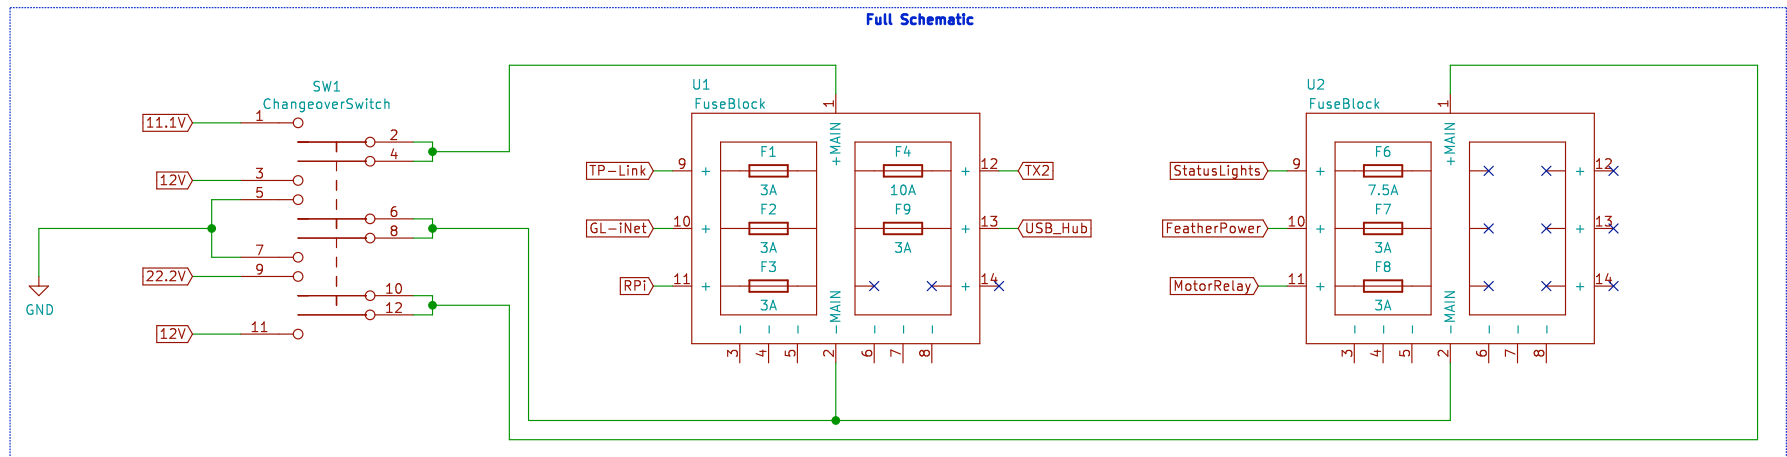 Full Schematic
SW1
ChangeoverSwitch
11.1V
1
2
4
12V
3
5
6
8
7
22.2V
9
10
12
12V
11
GND
U1
FuseBlock
1
+MAIN
TP-Link
9
+
F1
3A
F4
10A
+
12
TX2
GL-iNet
10
+
F2
3A
F9
3A
+
13
USB_Hub
RPi
11
+
F3
3A
+
14
-MAIN
3
4
5
2
6
7
8
U2
FuseBlock
1
+MAIN
StatusLights
9
+
F6
7.5A
+
12
FeatherPower
10
+
F7
3A
+
13
MotorRelay
11
+
F8
3A
+
14
-MAIN
3
4
5
2
6
7
8